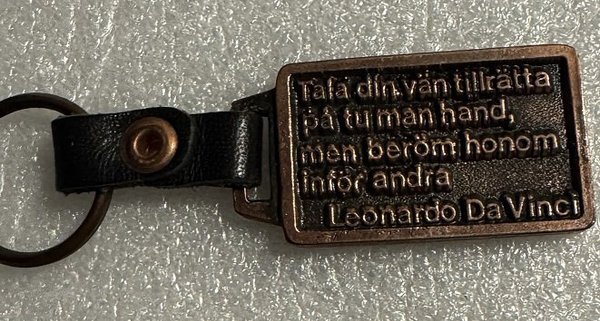 Tala din vän tillrätta
på tu man hand,
men beröm honom
inför andra
Leonardo Da Vinci